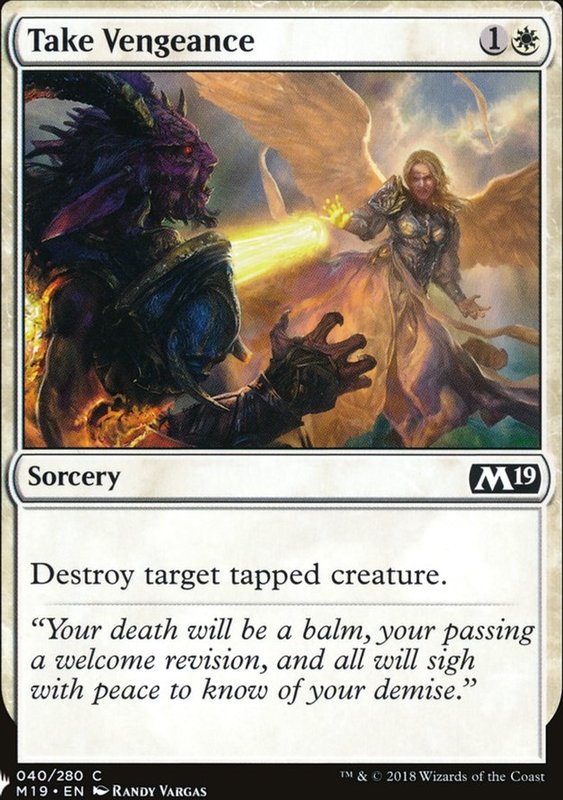 Take Vengeance
1
Sorcery
M19
Destroy target tapped creature.
“Your death will be a balm, your passing
a welcome revision, and all will sigh
with peace to know of your demise.”
040/280 C
M19 • EN Randy Vargas
™ & © 2018 Wizards of the Coast